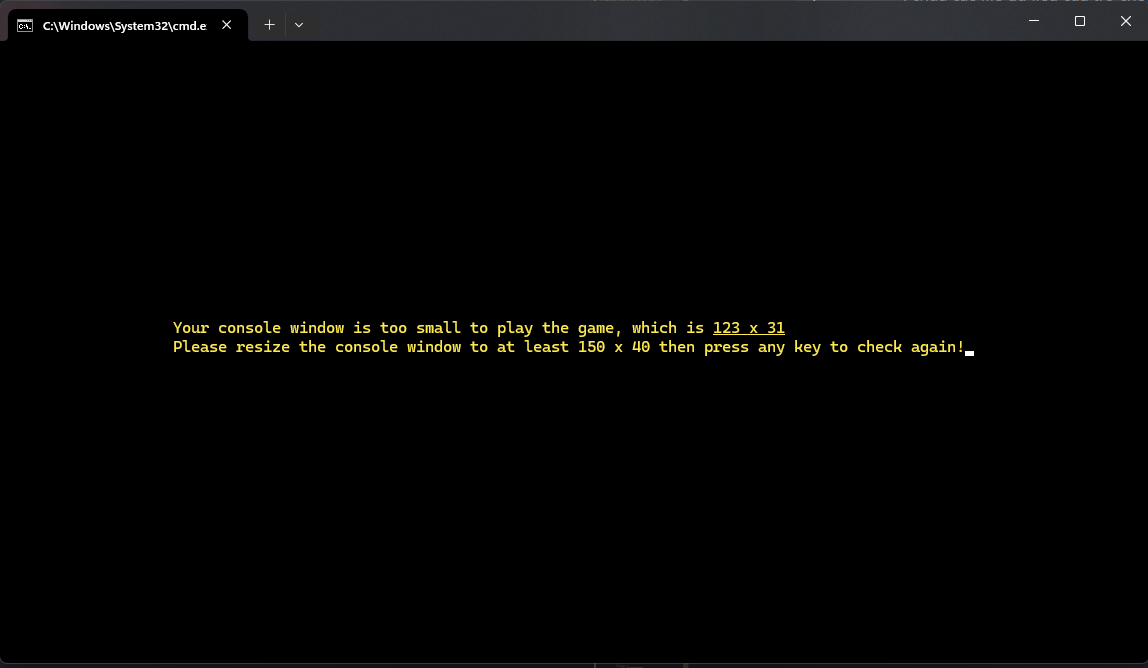 C:\Windows\System32\cmd.e
Your console window is too small to play the game, which is 123 x 31
Please resize the console window to at least 150 x 40 then press any key to check again!